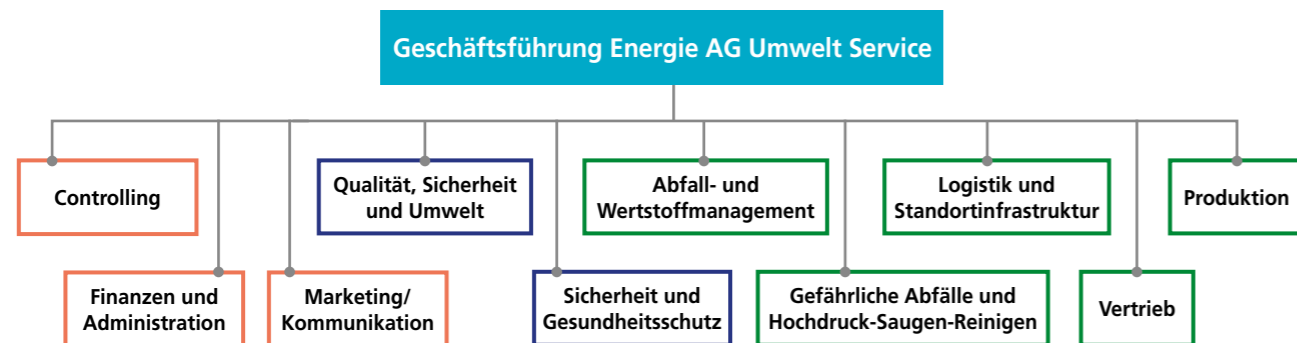 Geschäftsführung Energie AG Umwelt Service
Controlling
Qualität, Sicherheit
und Umwelt
Abfall- und
Wertstoffmanagement
Logistik und
Standortinfrastruktur
Produktion
Finanzen und
Administration
Marketing/
Kommunikation
Sicherheit und
Gesundheitsschutz
Gefährliche Abfälle und
Hochdruck-Saugen-Reinigen
Vertrieb